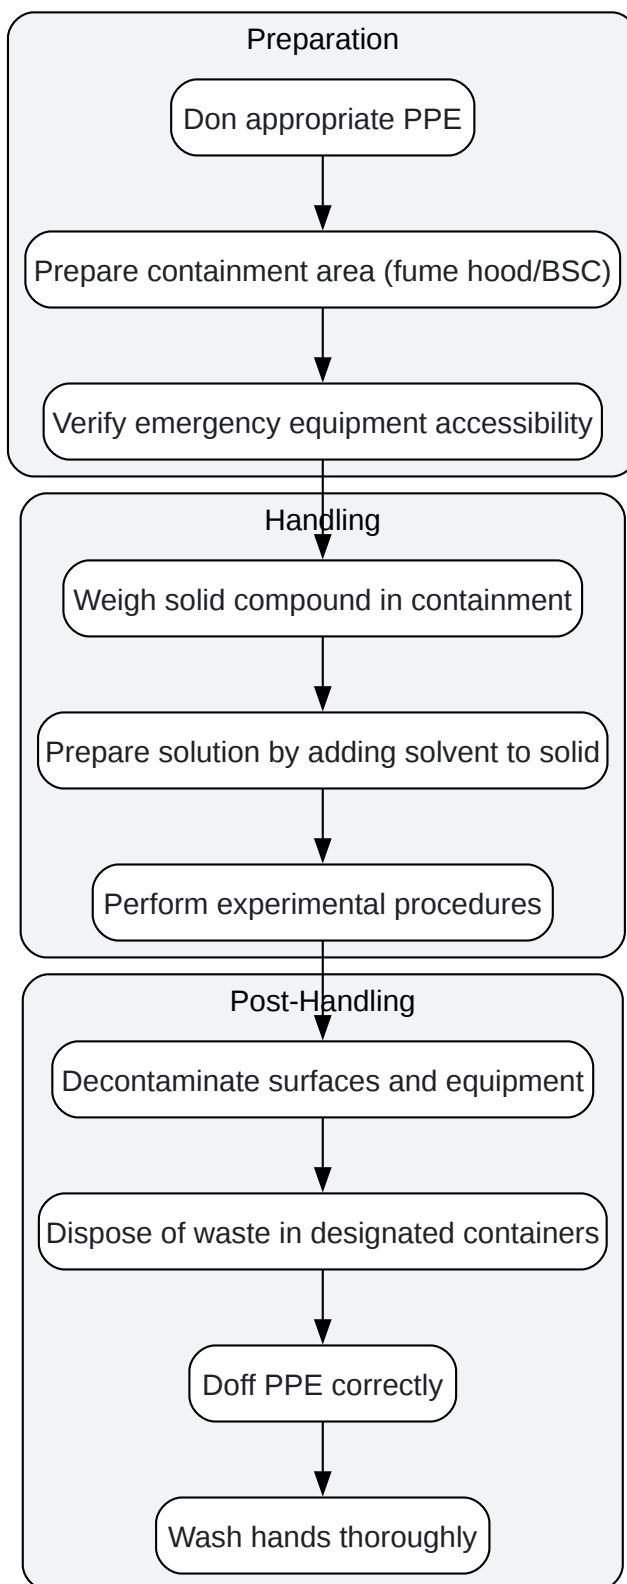 Preparation
Don appropriate PPE
Prepare containment area (fume hood/BSC)
Verify emergency equipment accessibility
Handling
Weigh solid compound in containment
Prepare solution by adding solvent to solid
Perform experimental procedures
Post-Handling
Decontaminate surfaces and equipment
Dispose of waste in designated containers
Doff PPE correctly
Wash hands thoroughly